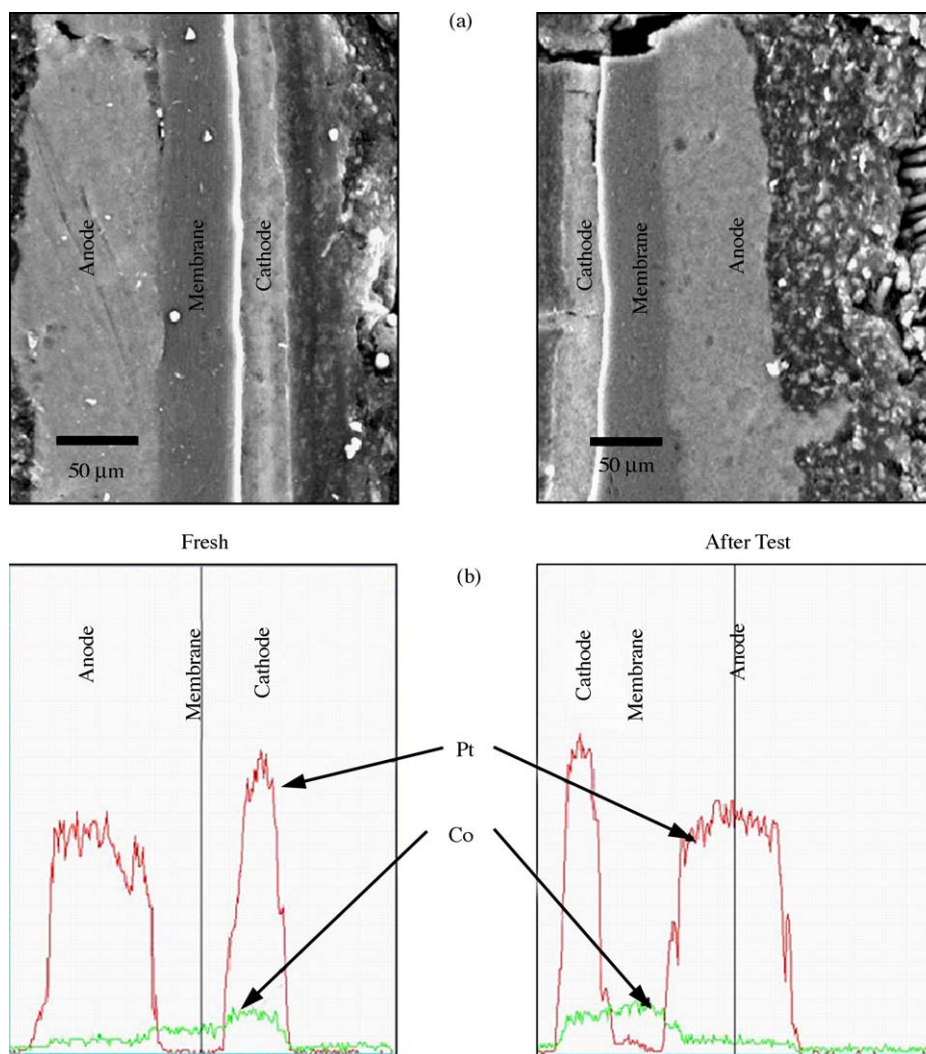 (a)
Anode
Membrane
Cathode
50 µm
Cathode
Membrane
Anode
50 µm
Fresh
After Test
(b)
Anode
Membrane
Cathode
Cathode
Membrane
Anode
Pt
Co